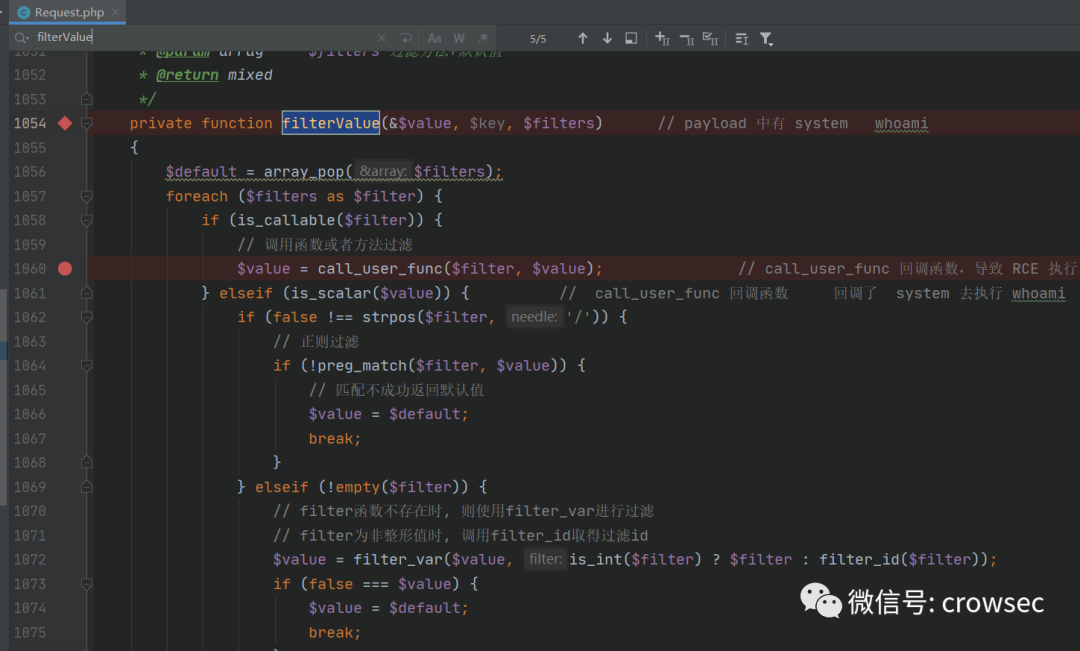 Request.php
filterValue
Aa W .*
5/5
1051 * @param array $filters 过滤方法+默认值
1052 * @return mixed
1053 */
1054 private function filterValue(&$value, $key, $filters) // payload 中有 system whoami
1055 {
1056 $default = array_pop( &array: $filters);
1057 foreach ($filters as $filter) {
1058 if (is_callable($filter)) {
1059 // 调用函数或者方法过滤
1060 $value = call_user_func($filter, $value); // call_user_func 回调函数, 导致 RCE 执行
1061 } elseif (is_scalar($value)) { // call_user_func 回调函数 回调了 system 去执行 whoami
1062 if (false !== strpos($filter, needle: '/')) {
1063 // 正则过滤
1064 if (!preg_match($filter, $value)) {
1065 // 匹配不成功返回默认值
1066 $value = $default;
1067 break;
1068 }
1069 } elseif (!empty($filter)) {
1070 // filter函数不存在时, 则使用filter_var进行过滤
1071 // filter为非整形值时, 调用filter_id取得过滤id
1072 $value = filter_var($value, filter: is_int($filter) ? $filter : filter_id($filter));
1073 if (false === $value) {
1074 $value = $default;
1075 break;
微信号: crowsec